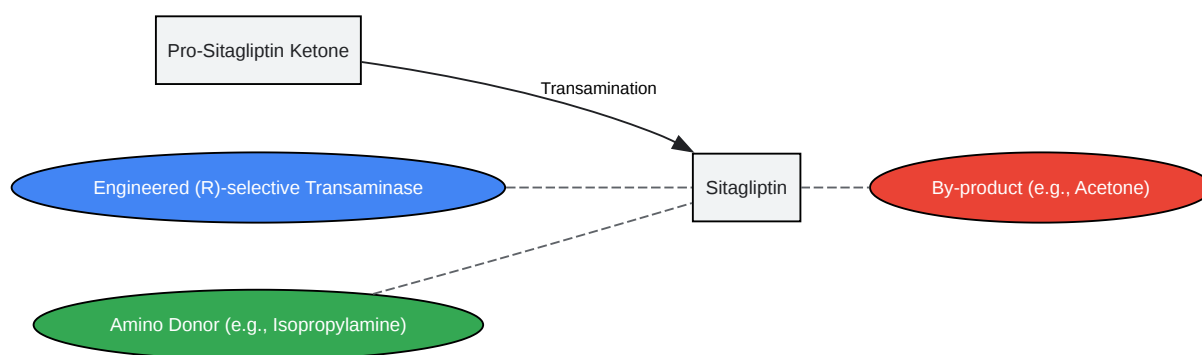 Pro-Sitagliptin Ketone
Transamination
Engineered (R)-selective Transaminase
Sitagliptin
By-product (e.g., Acetone)
Amino Donor (e.g., Isopropylamine)